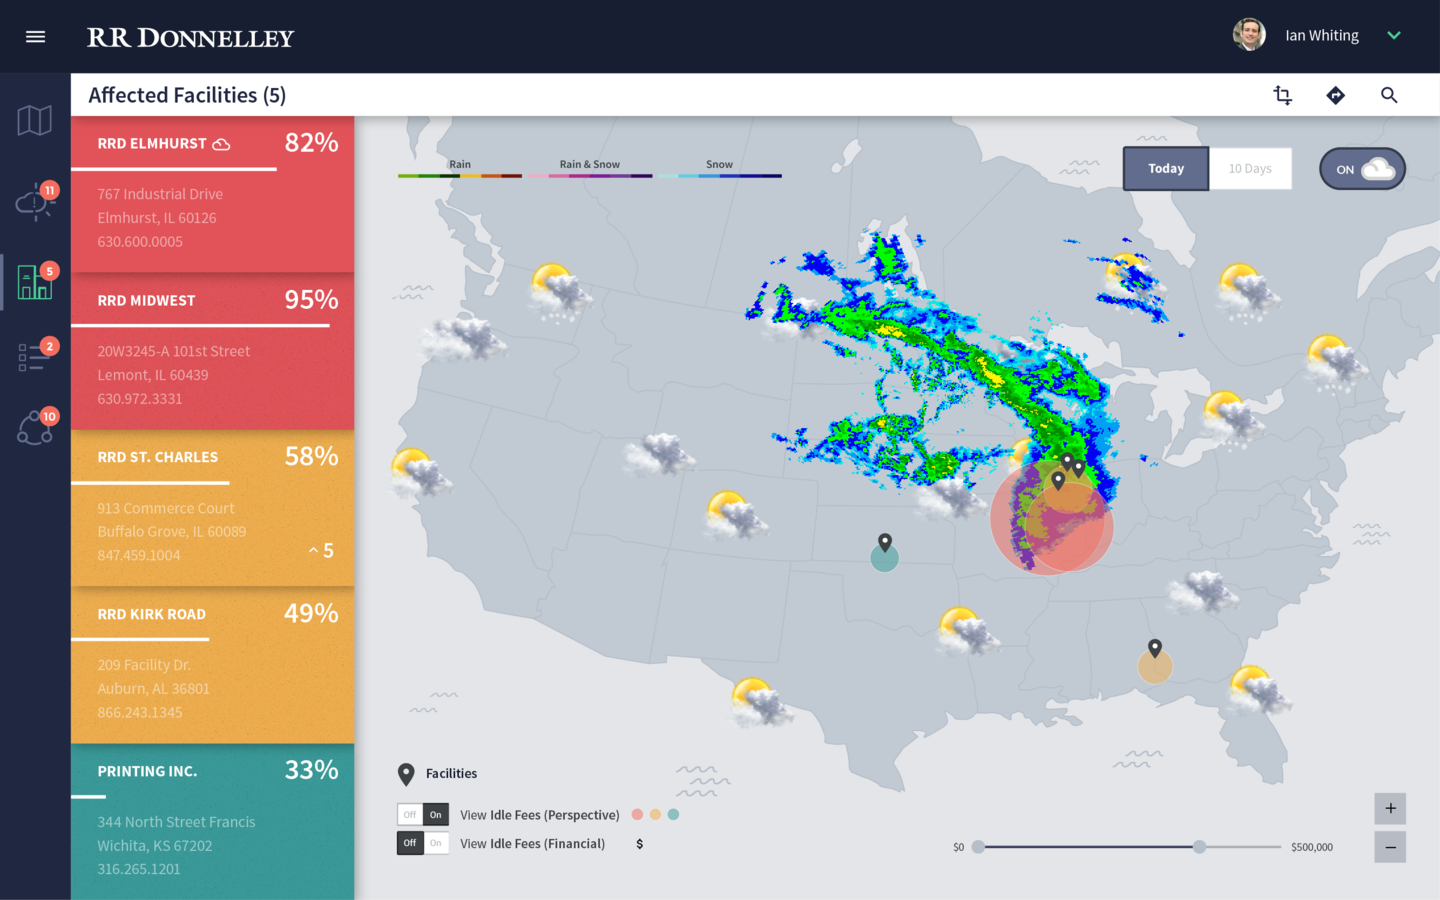 RR DONNELLEY
Ian Whiting
Affected Facilities (5)
11
5
2
10
RRD ELMHURST
82%
767 Industrial Drive
Elmhurst, IL 60126
630.600.0005
RRD MIDWEST
95%
20W3245-A 101st Street
Lemont, IL 60439
630.972.3331
RRD ST. CHARLES
58%
913 Commerce Court
Buffalo Grove, IL 60089
847.459.1004
5
RRD KIRK ROAD
49%
209 Facility Dr.
Auburn, AL 36801
866.243.1345
PRINTING INC.
33%
344 North Street Francis
Wichita, KS 67202
316.265.1201
Rain
Rain & Snow
Snow
Today
10 Days
ON
Facilities
Off On View Idle Fees (Perspective)
Off On View Idle Fees (Financial) $
$0
$500,000
+
−